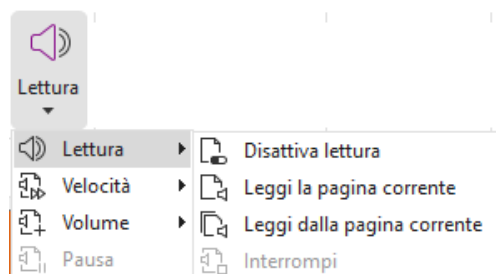 Lettura
Lettura
Disattiva lettura
Velocità
Leggi la pagina corrente
Volume
Leggi dalla pagina corrente
Pausa
Interrompi